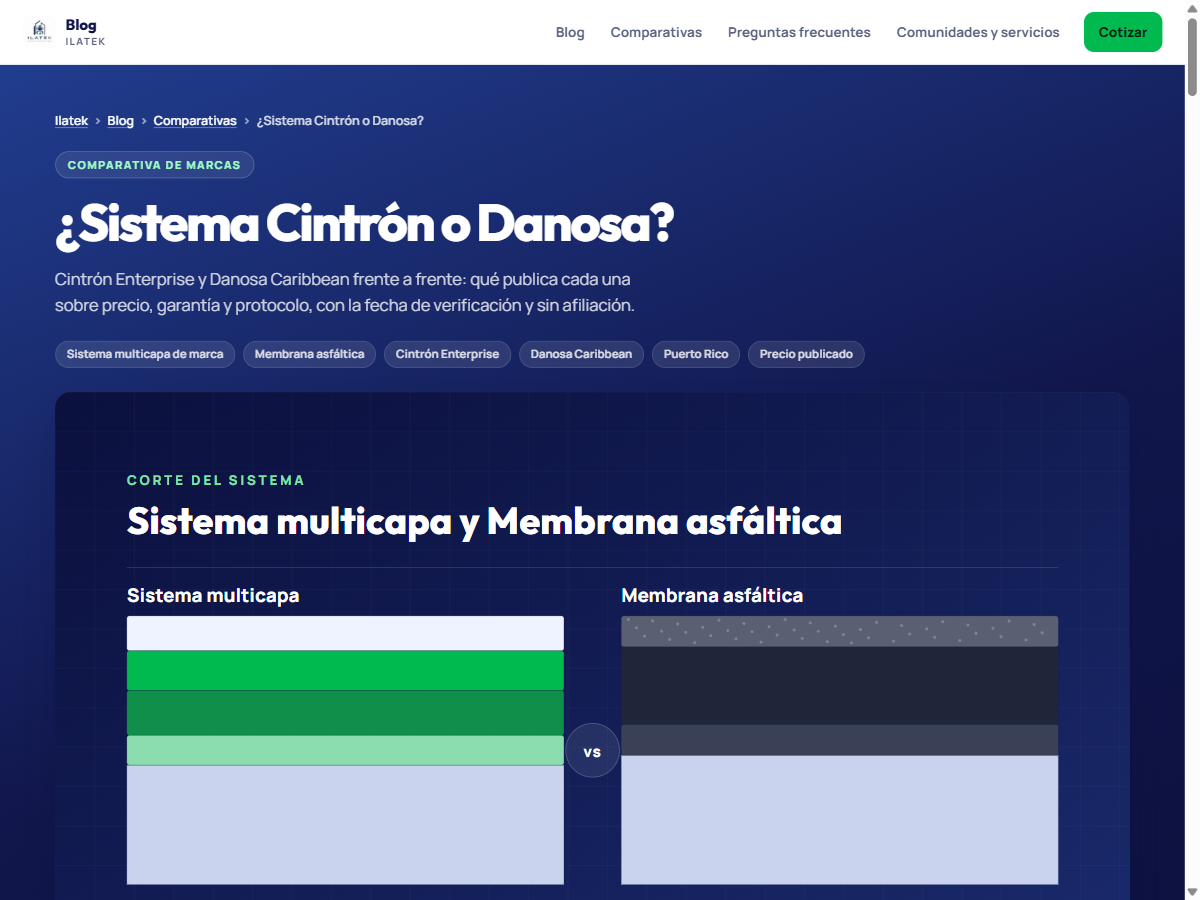 Blog
ILATEK
Blog
Comparativas
Preguntas frecuentes
Comunidades y servicios
Cotizar
Ilatek › Blog › Comparativas › ¿Sistema Cintrón o Danosa?
COMPARATIVA DE MARCAS
¿Sistema Cintrón o Danosa?
Cintrón Enterprise y Danosa Caribbean frente a frente: qué publica cada una
sobre precio, garantía y protocolo, con la fecha de verificación y sin afiliación.
Sistema multicapa de marca
Membrana asfáltica
Cintrón Enterprise
Danosa Caribbean
Puerto Rico
Precio publicado
CORTE DEL SISTEMA
Sistema multicapa y Membrana asfáltica
Sistema multicapa
Membrana asfáltica
vs